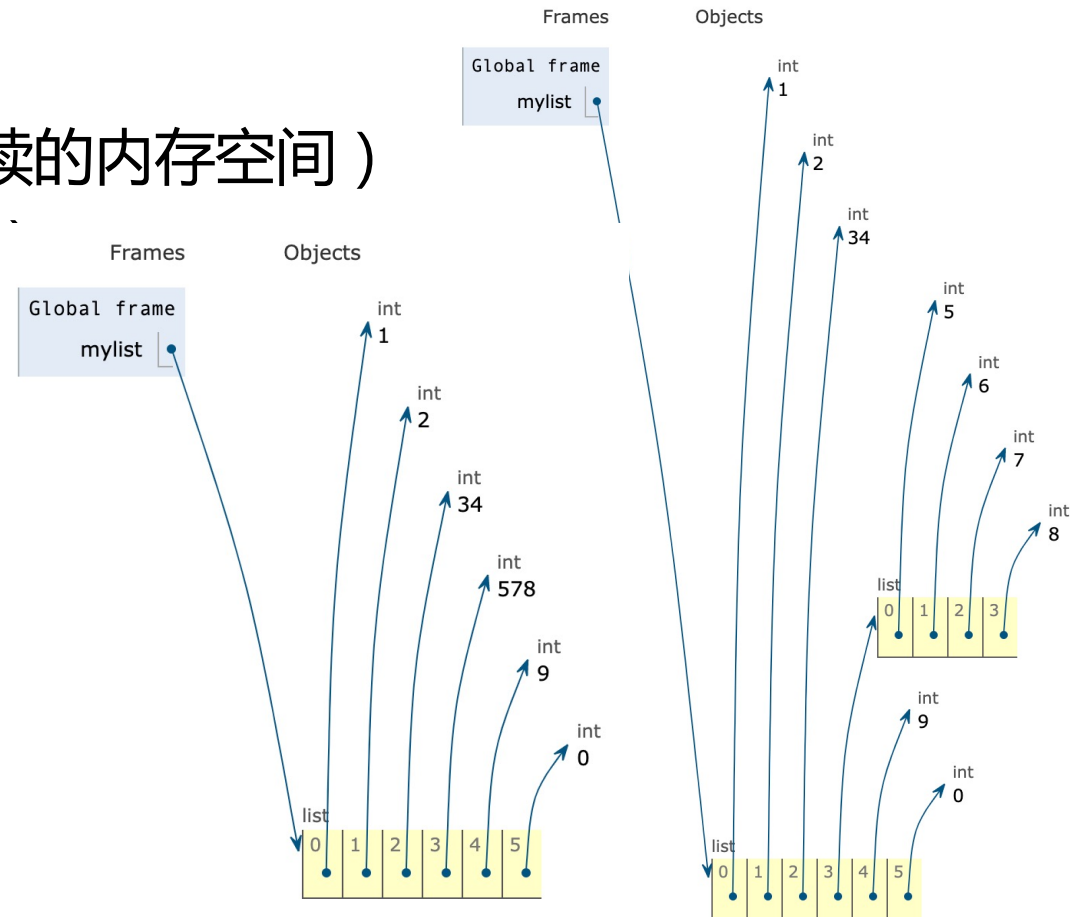 续的内存空间）
Frames Objects
Global frame
mylist
int
1
int
2
int
34
int
578
int
9
int
0
list
0 1 2 3 4 5
Frames Objects
Global frame
mylist
int
1
int
2
int
34
int
5
int
6
int
7
int
8
list
0 1 2 3
int
9
int
0
list
0 1 2 3 4 5